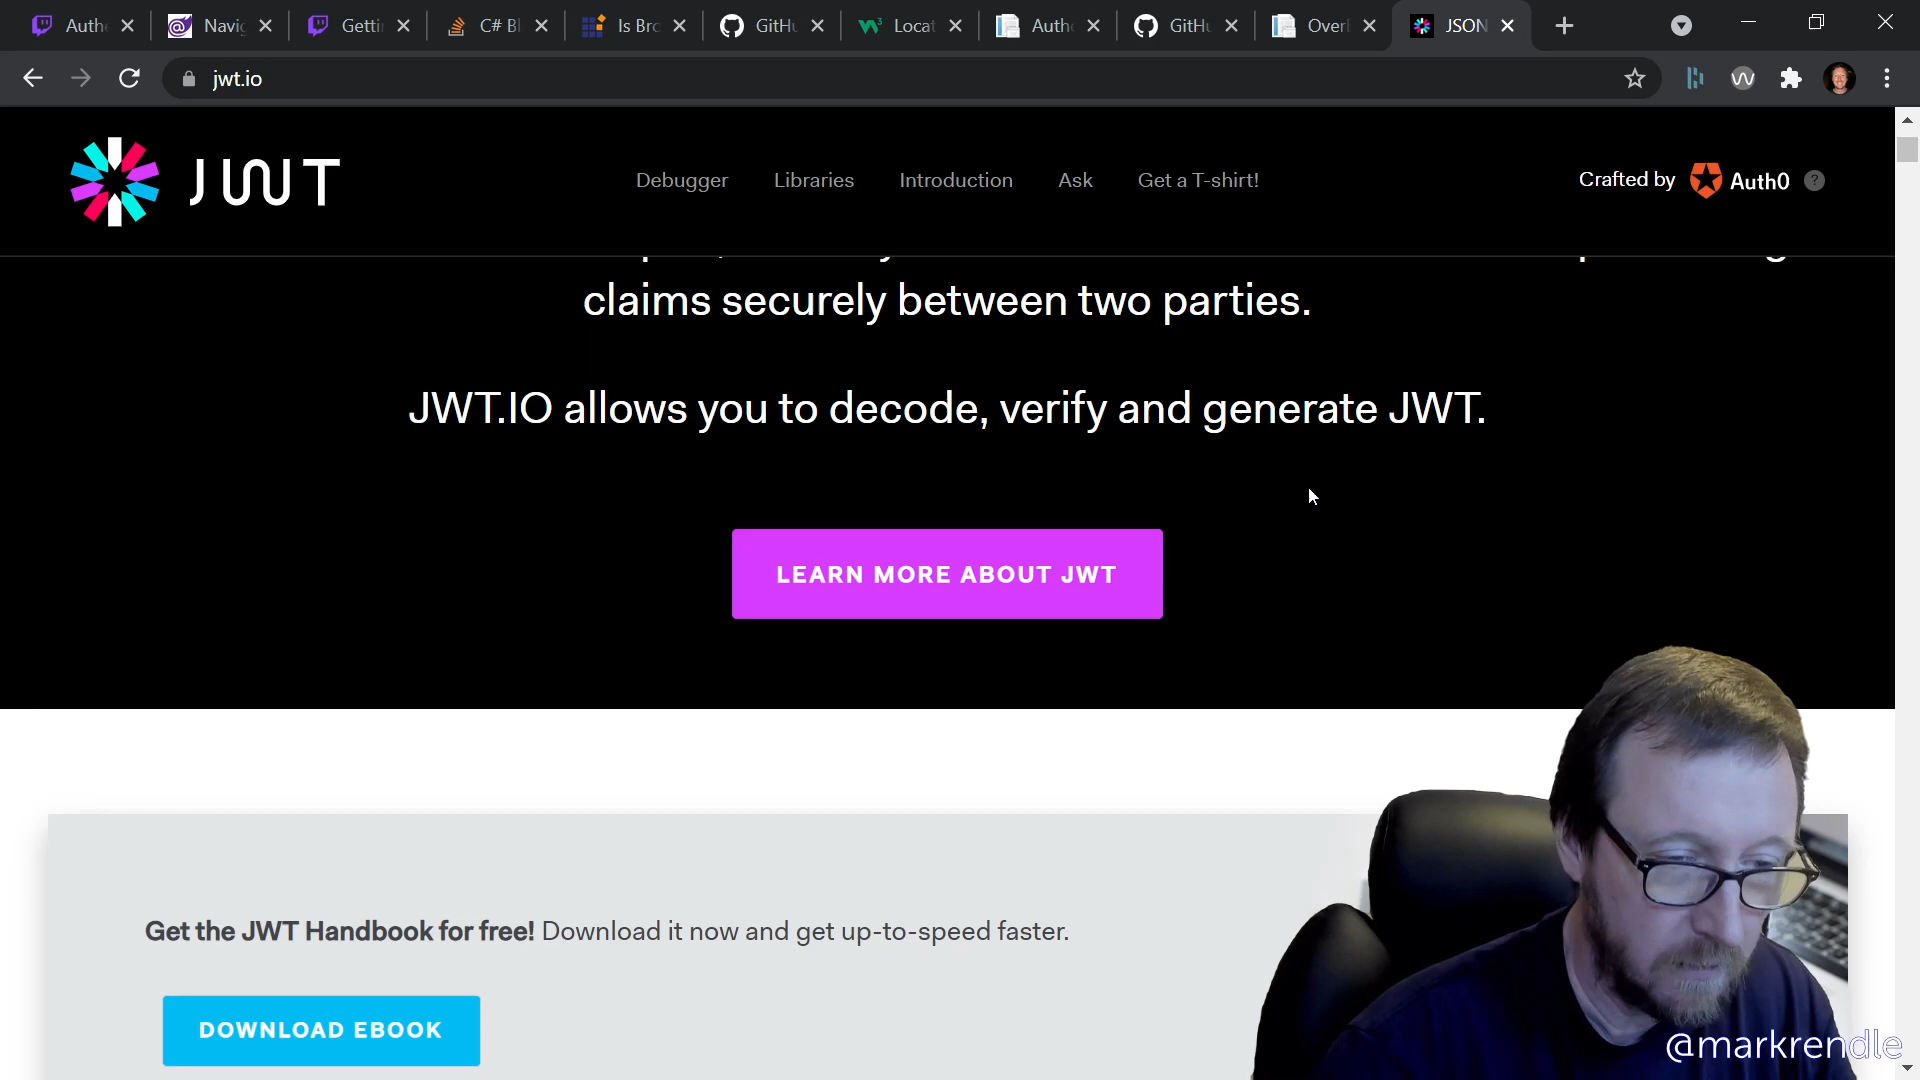 Auth
Navig
Getti
C# Bl
Is Bro
GitHu
Locat
Auth
GitHu
Overl
JSON
jwt.io
JWT
Debugger
Libraries
Introduction
Ask
Get a T-shirt!
Crafted by
Auth0
?
claims securely between two parties.
JWT.IO allows you to decode, verify and generate JWT.
LEARN MORE ABOUT JWT
Get the JWT Handbook for free! Download it now and get up-to-speed faster.
DOWNLOAD EBOOK
@markrendle